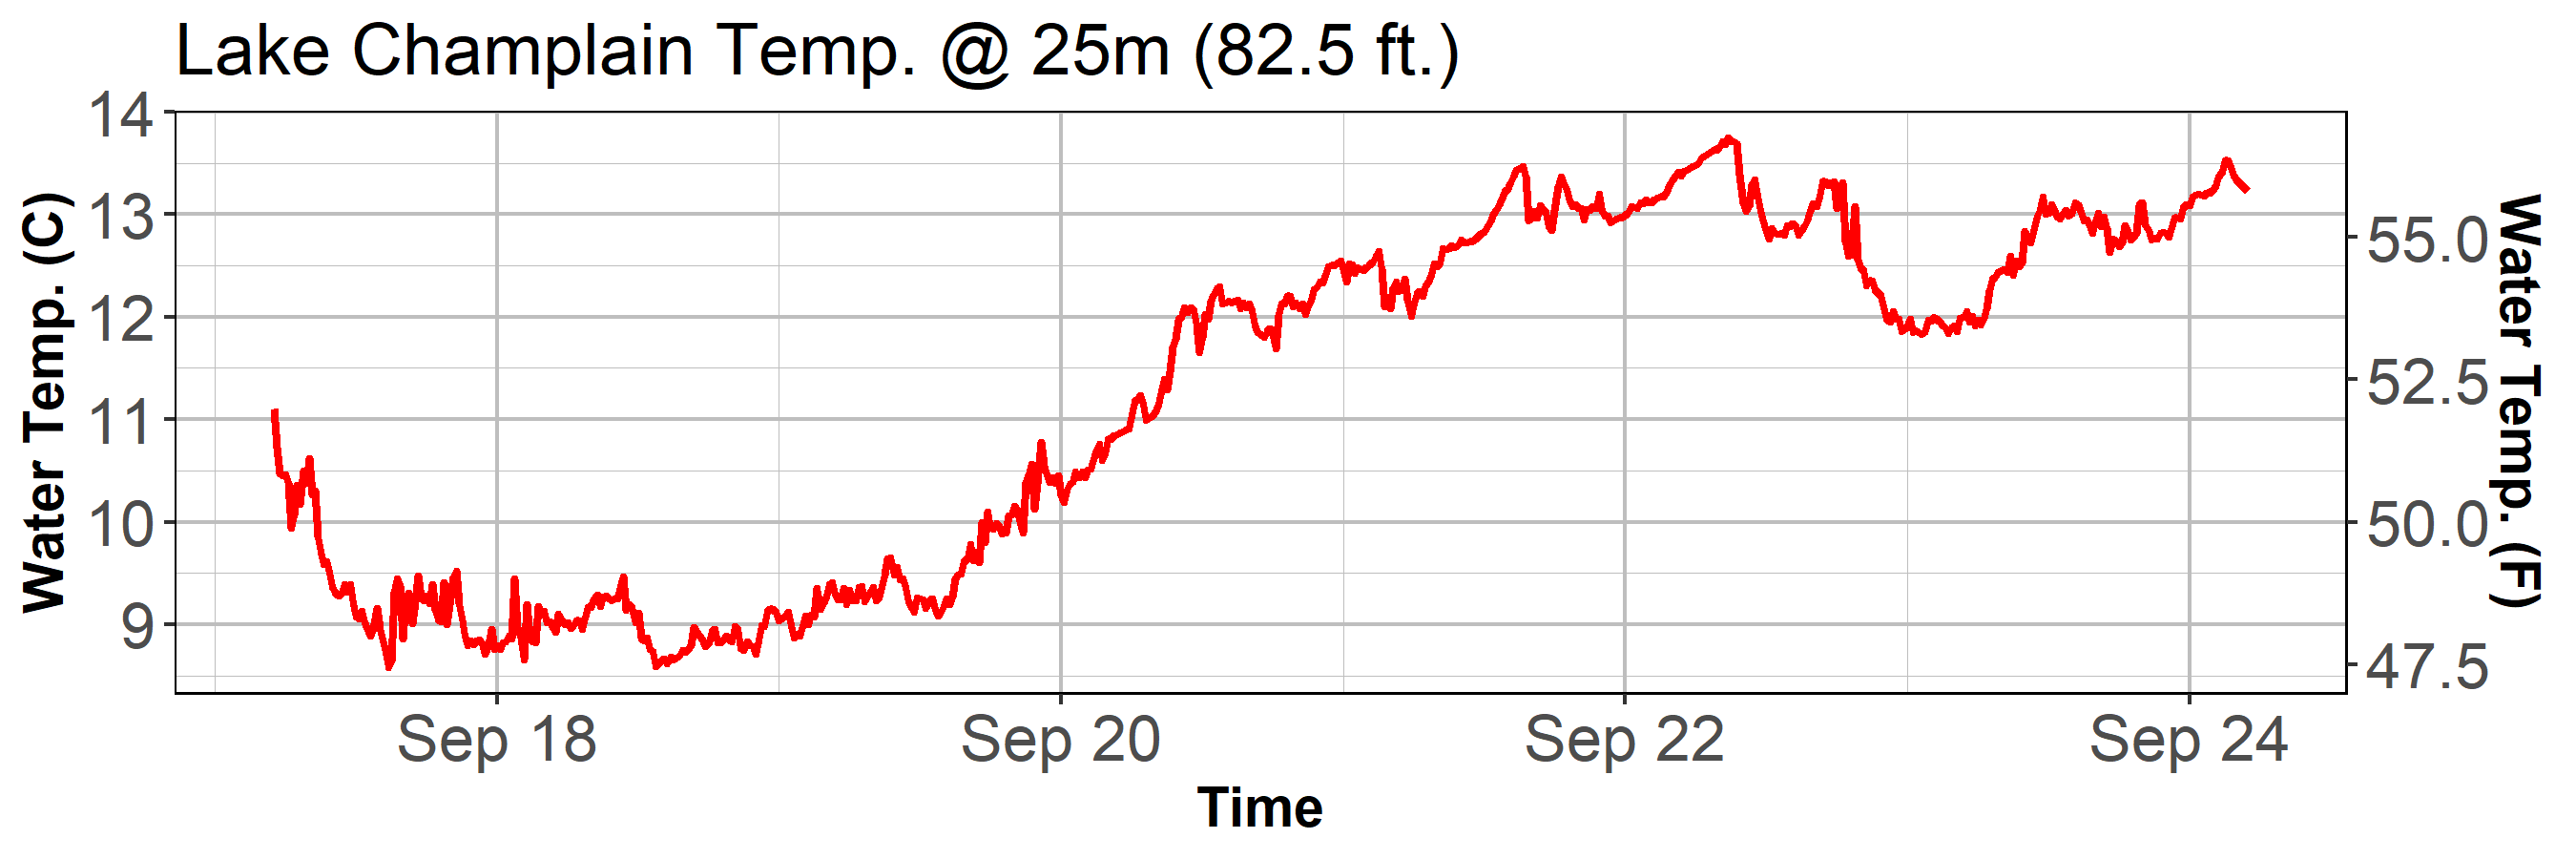 Lake Champlain Temp. @ 25m (82.5 ft.)
Water Temp. (C)
14
13
12
11
10
9
55.0
52.5
50.0
47.5
Water Temp. (F)
Sep 18 Sep 20 Sep 22 Sep 24
Time